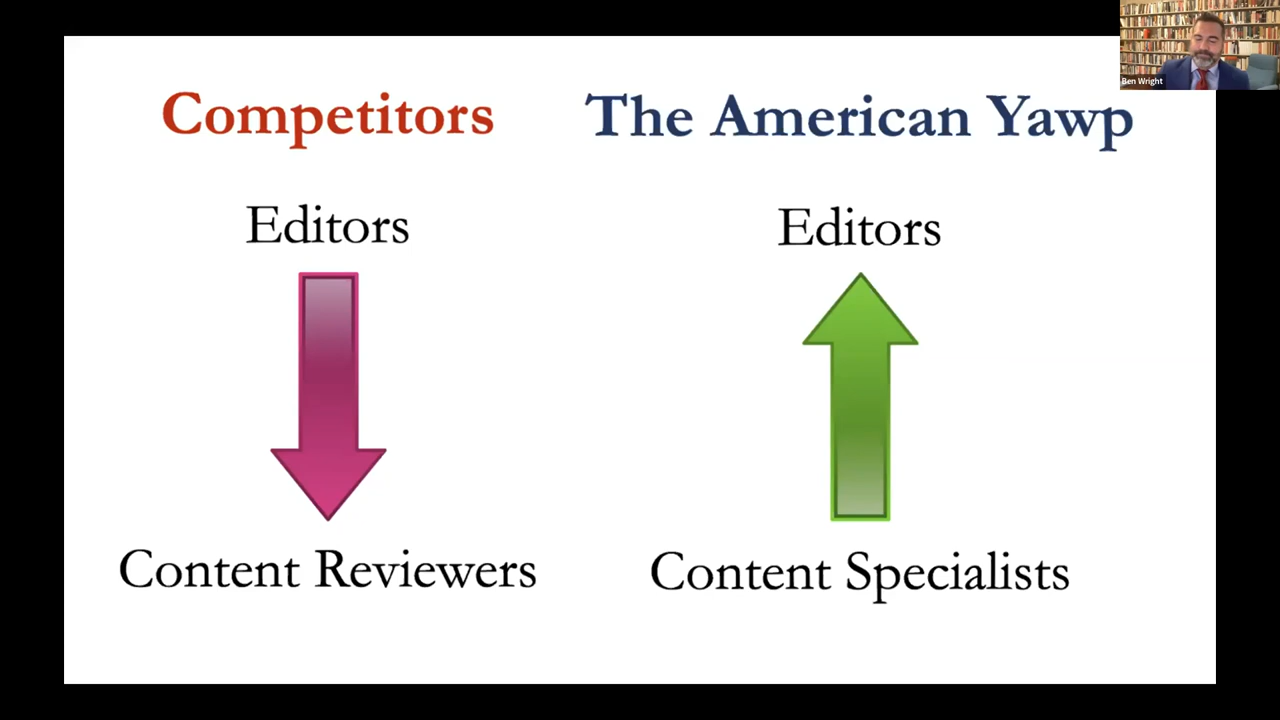 Competitors
The American Yawp
Editors
Editors
Content Reviewers
Content Specialists
Ben Wright